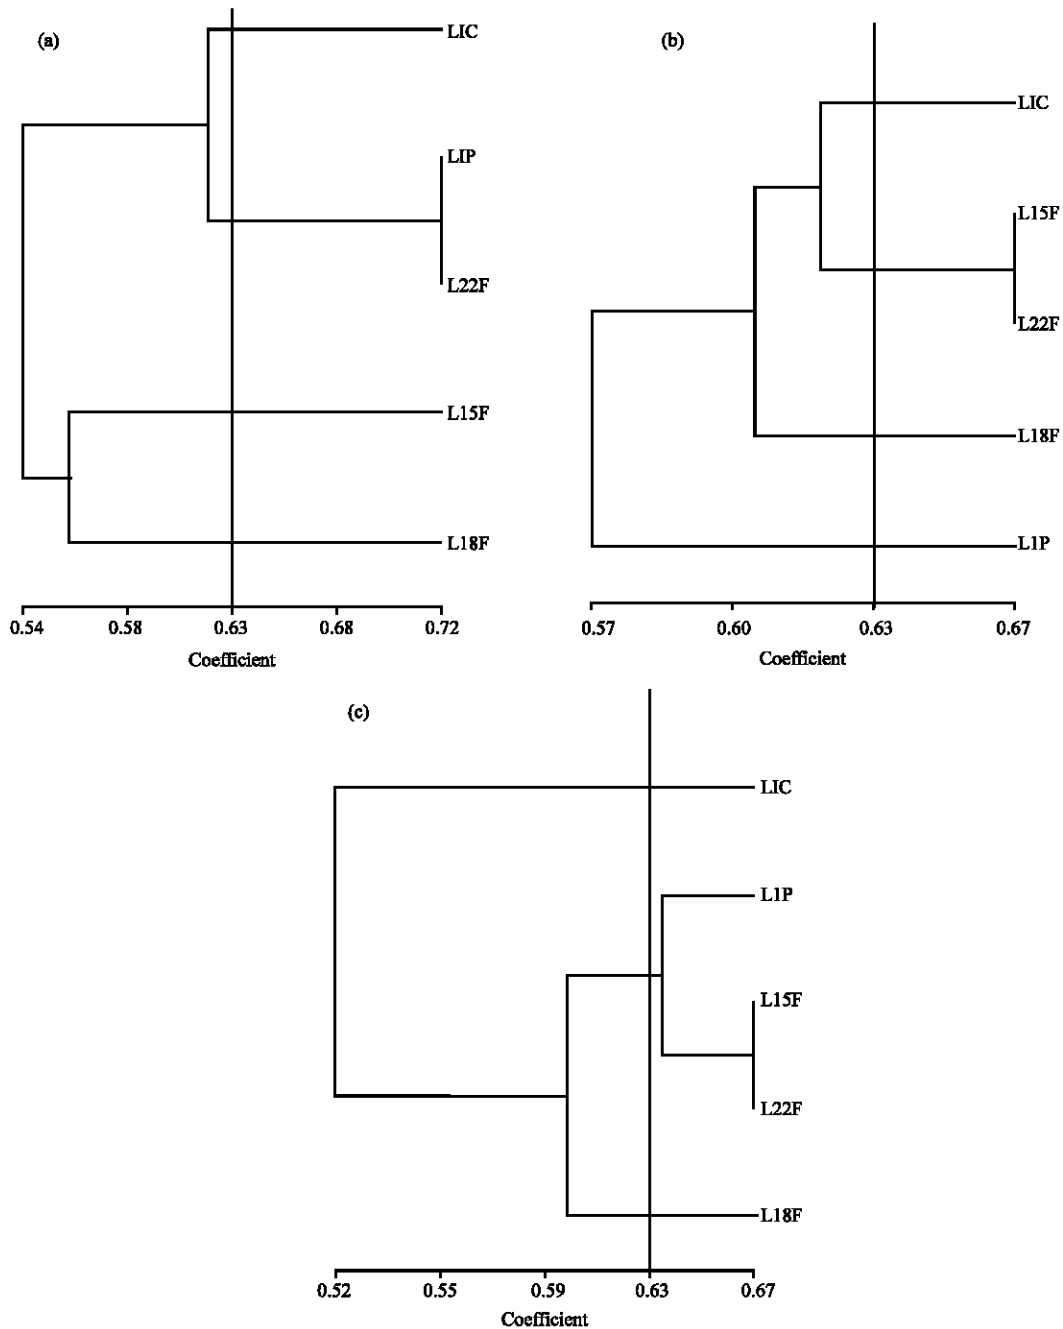 (a)
LIC
LIP
L22F
L15F
L18F
0.54 0.58 0.63 0.68 0.72
Coefficient
(b)
LIC
L15F
L22F
L18F
L1P
0.57 0.60 0.63 0.67
Coefficient
(c)
LIC
L1P
L15F
L22F
L18F
0.52 0.55 0.59 0.63 0.67
Coefficient